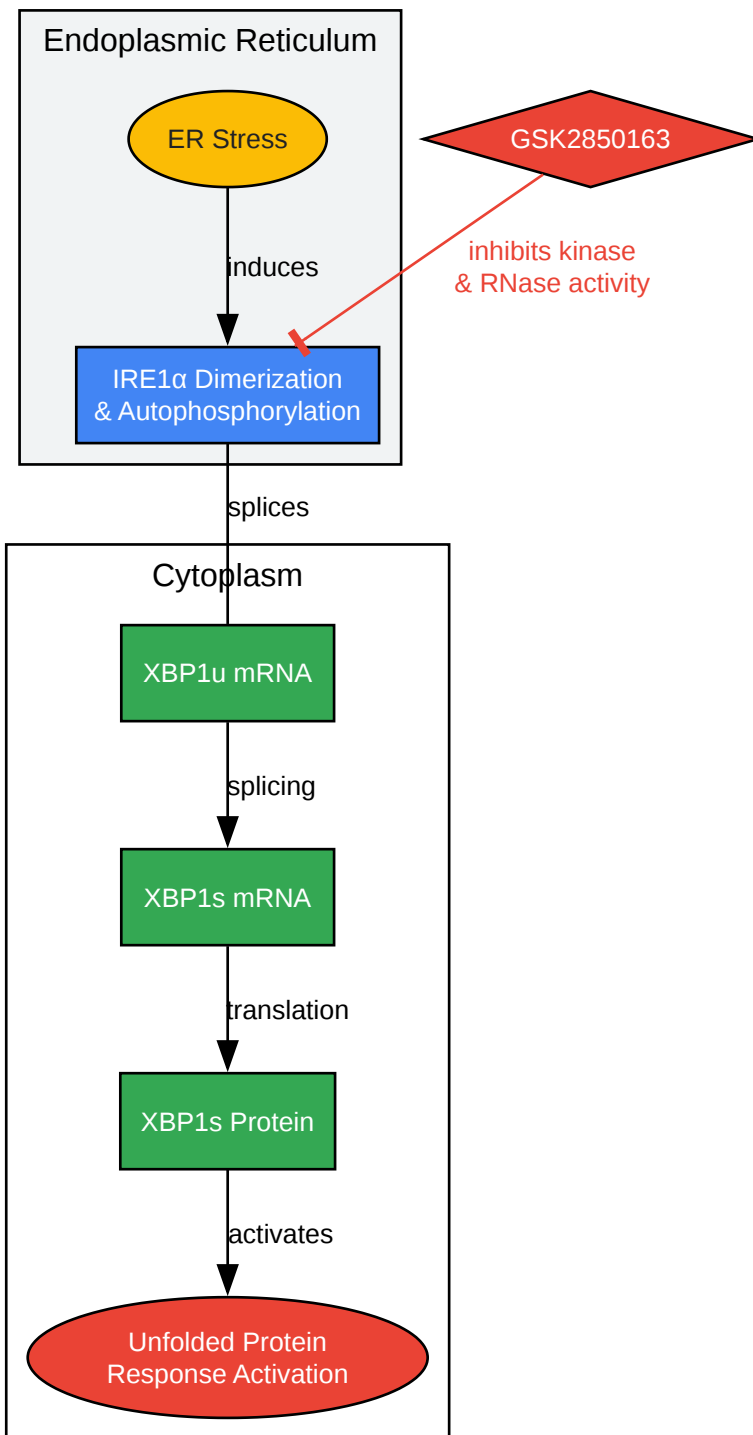 Endoplasmic Reticulum
ER Stress
GSK2850163
induces
inhibits kinase
& RNase activity
IRE1α Dimerization
& Autophosphorylation
splices
Cytoplasm
XBP1u mRNA
splicing
XBP1s mRNA
translation
XBP1s Protein
activates
Unfolded Protein
Response Activation